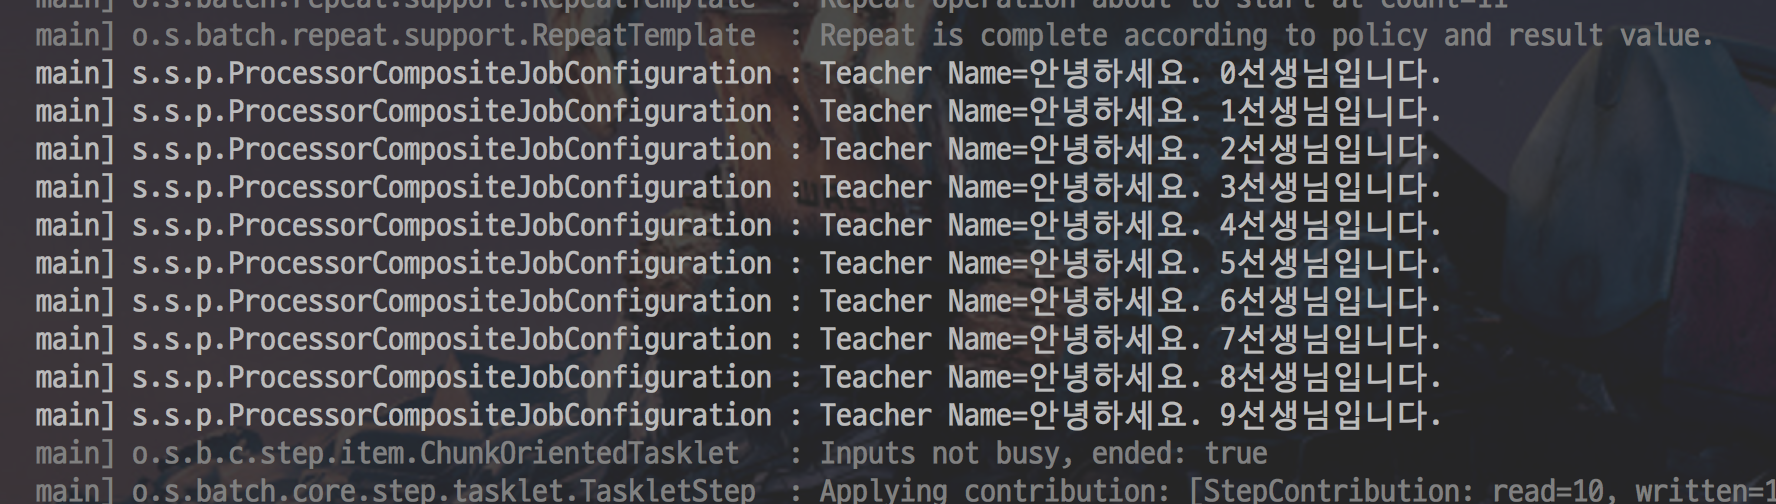 main] o.s.batch.repeat.support.RepeatTemplate : Repeat operation about to start at count=11
main] o.s.batch.repeat.support.RepeatTemplate : Repeat is complete according to policy and result value.
main] s.s.p.ProcessorCompositeJobConfiguration : Teacher Name=안녕하세요. 0선생님입니다.
main] s.s.p.ProcessorCompositeJobConfiguration : Teacher Name=안녕하세요. 1선생님입니다.
main] s.s.p.ProcessorCompositeJobConfiguration : Teacher Name=안녕하세요. 2선생님입니다.
main] s.s.p.ProcessorCompositeJobConfiguration : Teacher Name=안녕하세요. 3선생님입니다.
main] s.s.p.ProcessorCompositeJobConfiguration : Teacher Name=안녕하세요. 4선생님입니다.
main] s.s.p.ProcessorCompositeJobConfiguration : Teacher Name=안녕하세요. 5선생님입니다.
main] s.s.p.ProcessorCompositeJobConfiguration : Teacher Name=안녕하세요. 6선생님입니다.
main] s.s.p.ProcessorCompositeJobConfiguration : Teacher Name=안녕하세요. 7선생님입니다.
main] s.s.p.ProcessorCompositeJobConfiguration : Teacher Name=안녕하세요. 8선생님입니다.
main] s.s.p.ProcessorCompositeJobConfiguration : Teacher Name=안녕하세요. 9선생님입니다.
main] o.s.b.c.step.item.ChunkOrientedTasklet : Inputs not busy, ended: true
main] o.s.batch.core.step.tasklet.TaskletStep : Applying contribution: [StepContribution: read=10, written=1